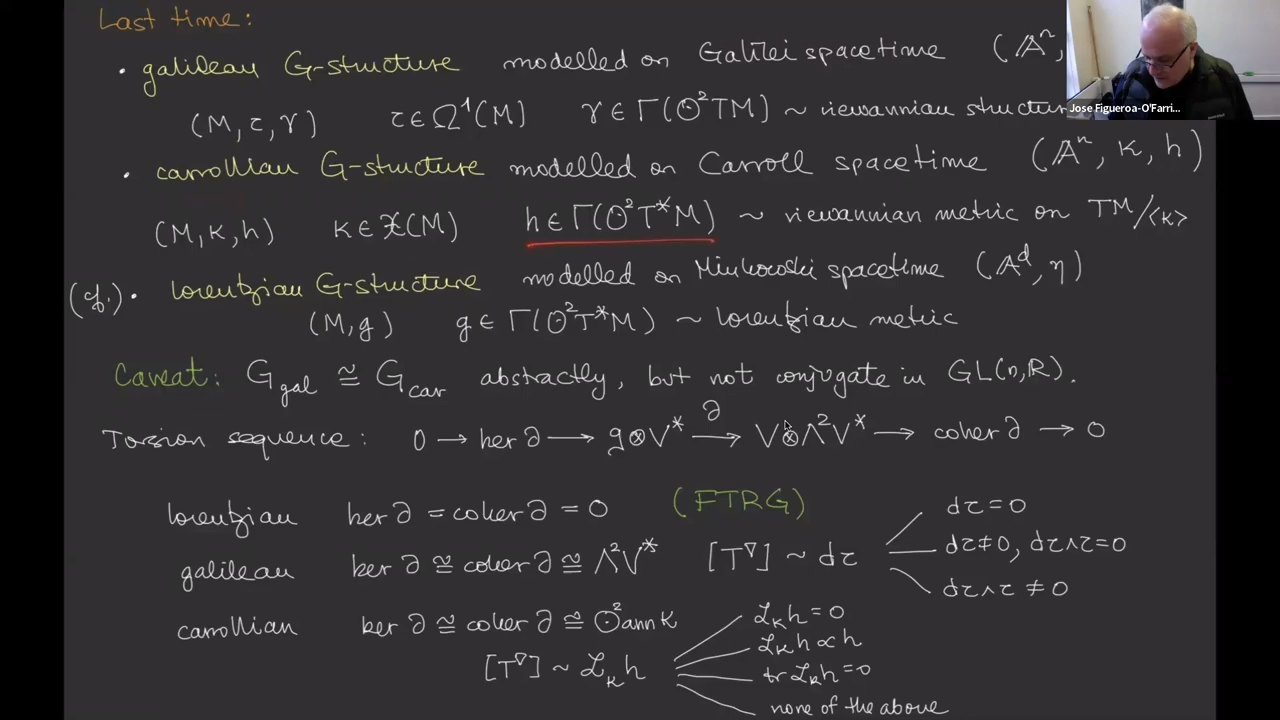 Last time:
• galilean G-structure modelled on Galilei spacetime (𝔸ⁿ,
(M, τ, γ) τ ∈ Ω¹(M) γ ∈ Γ(⊙²TM) ~ riemannian structur
• carrollian G-structure modelled on Carroll spacetime (𝔸ⁿ, κ, h)
(M, κ, h) κ ∈ 𝒳(M) h ∈ Γ(⊙²T*M) ~ riemannian metric on TM/<κ>
(cf.) • lorentzian G-structure modelled on Minkowski spacetime (𝔸ᵈ, η)
(M, g) g ∈ Γ(⊙²T*M) ~ lorentzian metric
Caveat: G_gal ≅ G_car abstractly, but not conjugate in GL(n,ℝ).
Torsion sequence: 0 → ker ∂ → 𝔤⊗V* →∂ V⊗Λ²V* → coker ∂ → 0
lorentzian ker ∂ = coker ∂ = 0 (FTRG)
galilean ker ∂ ≅ coker ∂ ≅ Λ²V* [T^∇] ~ dτ
dτ = 0
dτ ≠ 0, dτ∧τ = 0
dτ∧τ ≠ 0
carrollian ker ∂ ≅ coker ∂ ≅ ⊙² ann κ
[T^∇] ~ ℒ_κ h
ℒ_κ h = 0
ℒ_κ h ∝ h
tr ℒ_κ h = 0
none of the above
Jose Figueroa-O'Farri...